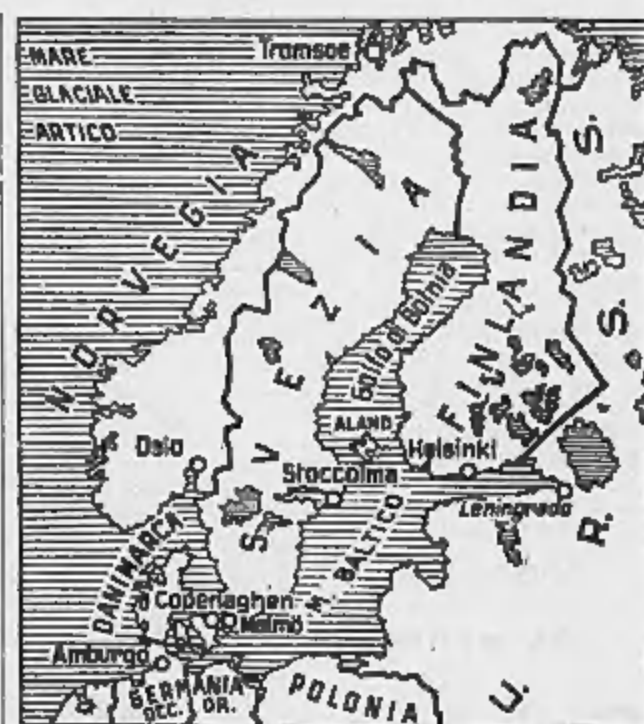 MARE
GLACIALE
ARTICO
Tromsoe
NORVEGIA
SVEZIA
FINLANDIA
Golfo di Botnia
ALAND
Oslo
Stoccolma
Helsinki
Leningrado
U.R.S.S.
DANIMARCA
M. BALTICO
Copenaghen
Malmö
Amburgo
GERMANIA
OCC. OR.
POLONIA